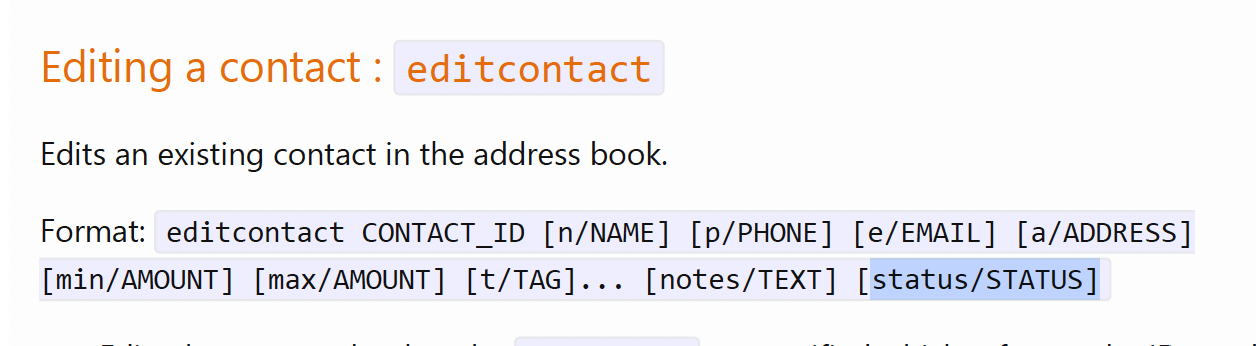 Editing a contact : editcontact
Edits an existing contact in the address book.
Format: editcontact CONTACT_ID [n/NAME] [p/PHONE] [e/EMAIL] [a/ADDRESS]
[min/AMOUNT] [max/AMOUNT] [t/TAG]... [notes/TEXT] [status/STATUS]